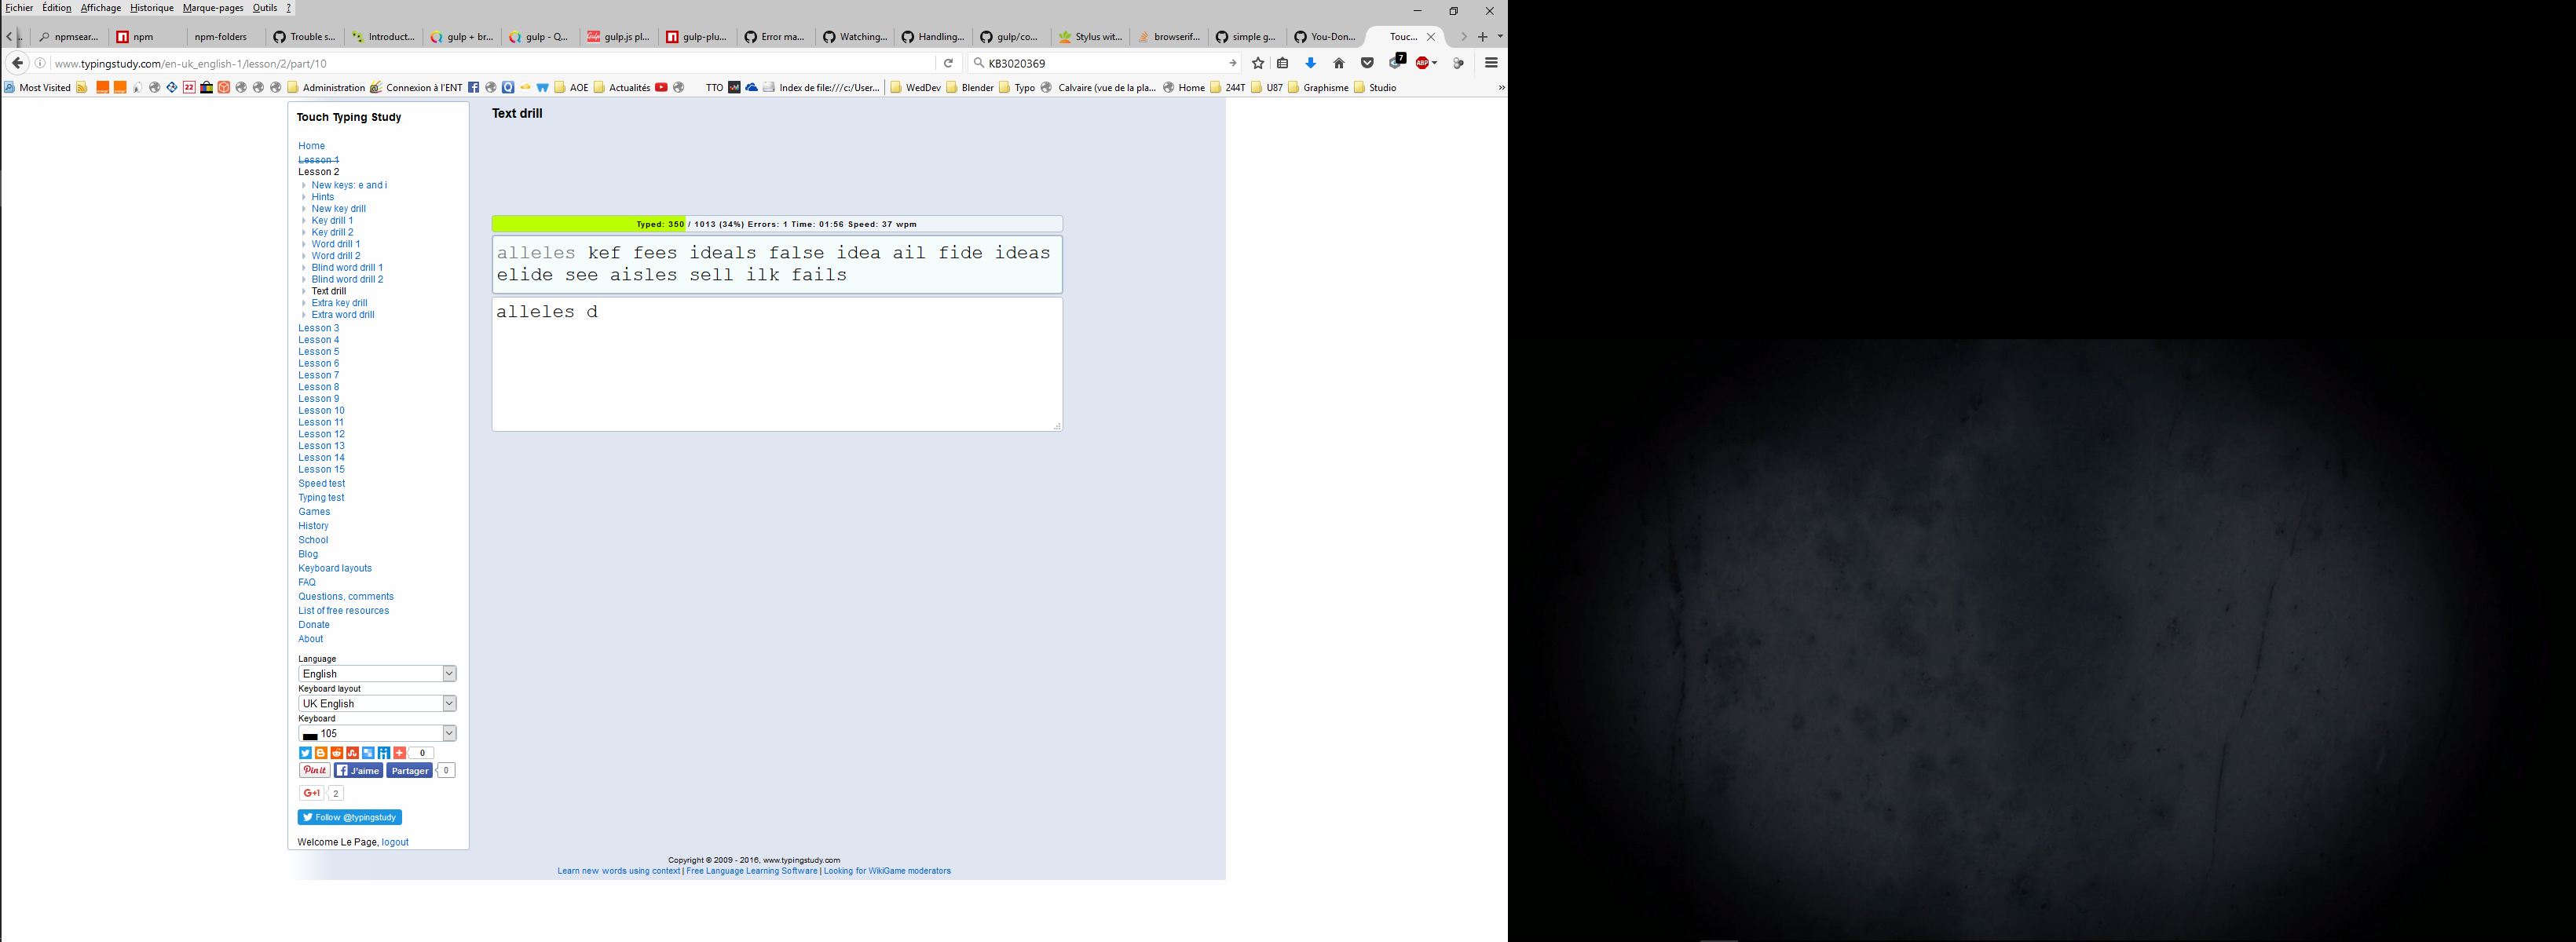 Fichier Édition Affichage Historique Marque-pages Outils ?
npmsear... npm npm-folders Trouble s... Introduct... gulp + br... gulp - Q... gulp.js pl... gulp-plu... Error ma... Watching... Handling... gulp/co... Stylus wit... browserif... simple g... You-Don... Touc...
www.typingstudy.com/en-uk_english-1/lesson/2/part/10 KB3020369 7 ABP
Most Visited 22 Administration Connexion à l'ENT AOE Actualités TTO Index de file:///c:/User... WedDev Blender Typo Calvaire (vue de la pla... Home 244T U87 Graphisme Studio »
Touch Typing Study
Home
Lesson 1
Lesson 2
New keys: e and i
Hints
New key drill
Key drill 1
Key drill 2
Word drill 1
Word drill 2
Blind word drill 1
Blind word drill 2
Text drill
Extra key drill
Extra word drill
Lesson 3
Lesson 4
Lesson 5
Lesson 6
Lesson 7
Lesson 8
Lesson 9
Lesson 10
Lesson 11
Lesson 12
Lesson 13
Lesson 14
Lesson 15
Speed test
Typing test
Games
History
School
Blog
Keyboard layouts
FAQ
Questions, comments
List of free resources
Donate
About
Language
English
Keyboard layout
UK English
Keyboard
105
0
Pin it J'aime Partager 0
G+1 2
Follow @typingstudy
Welcome Le Page, logout
Text drill
Typed: 350 / 1013 (34%) Errors: 1 Time: 01:56 Speed: 37 wpm
alleles kef fees ideals false idea ail fide ideas
elide see aisles sell ilk fails
alleles d
Copyright © 2009 - 2016, www.typingstudy.com
Learn new words using context | Free Language Learning Software | Looking for WikiGame moderators